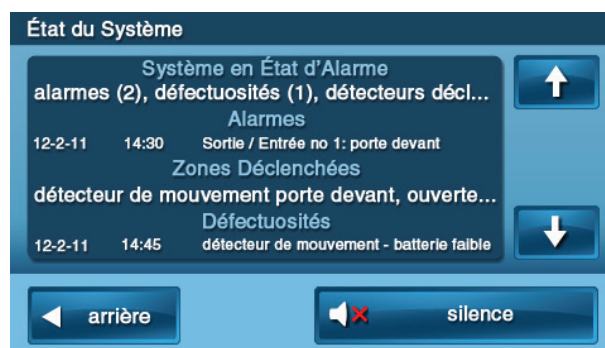 État du Système
Système en État d'Alarme
alarmes (2), défectuosités (1), détecteurs décl...
Alarmes
12-2-11 14:30 Sortie / Entrée no 1: porte devant
Zones Déclenchées
détecteur de mouvement porte devant, ouverte...
Défectuosités
12-2-11 14:45 détecteur de mouvement - batterie faible
arrière
silence